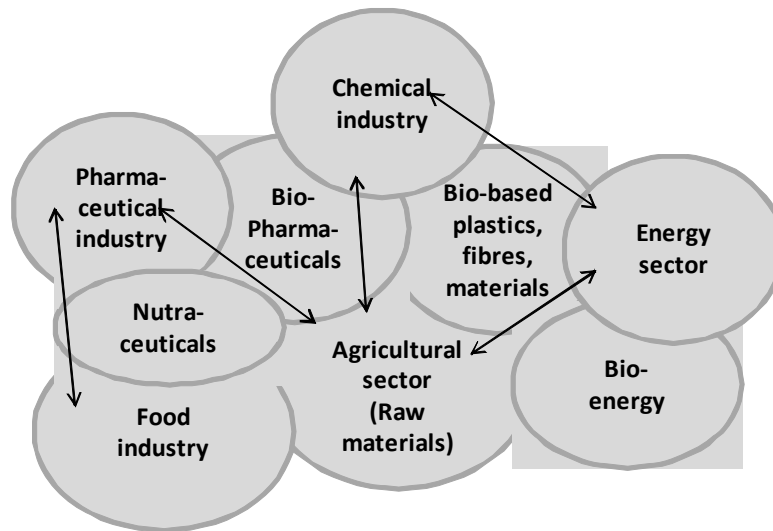 Chemical
industry
Pharma-
ceutical
industry
Bio-
Pharma-
ceuticals
Bio-based
plastics,
fibres,
materials
Energy
sector
Nutra-
ceuticals
Agricultural
sector
(Raw
materials)
Bio-
energy
Food
industry